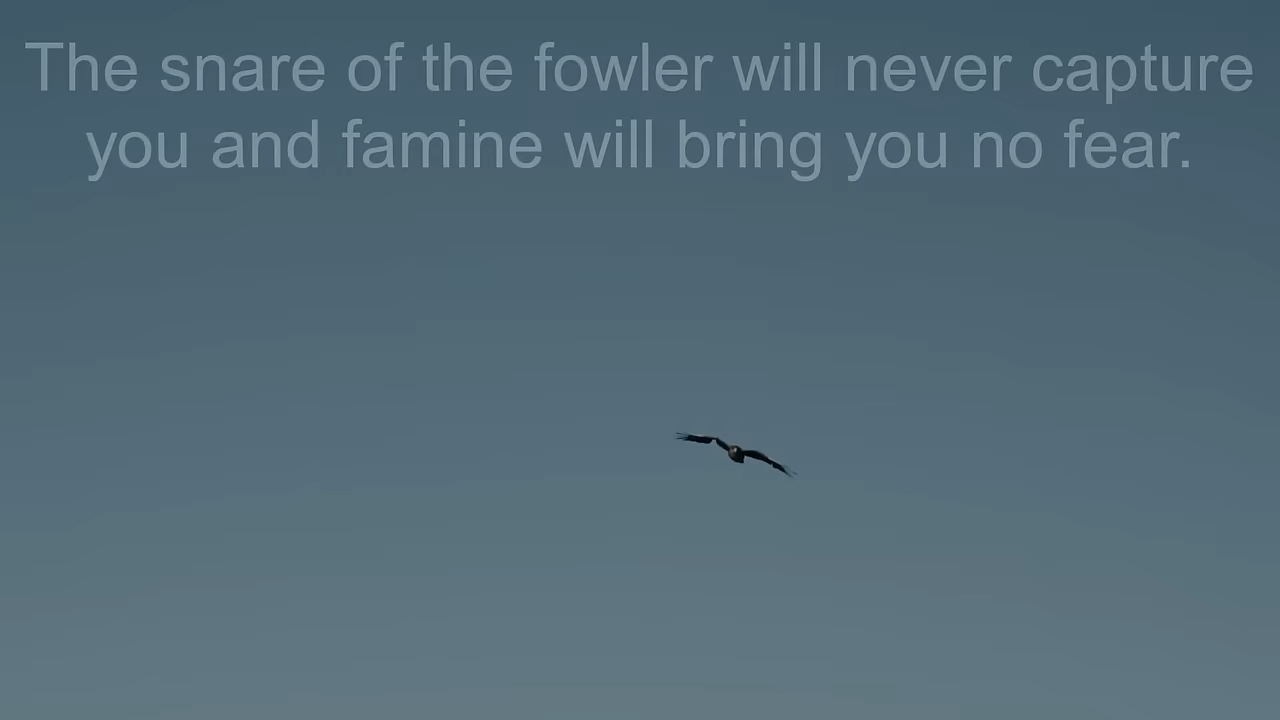 The snare of the fowler will never capture
you and famine will bring you no fear.